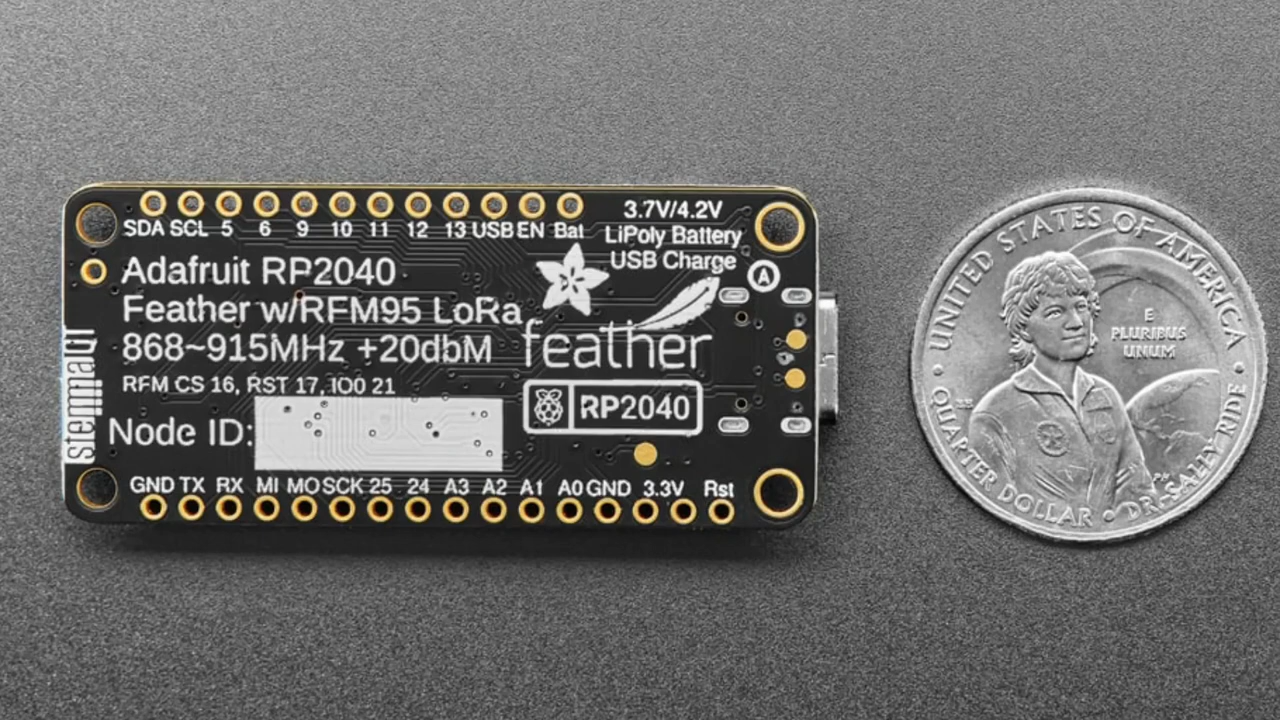 SDA SCL 5 6 9 10 11 12 13 USB EN Bat
3.7V/4.2V
LiPoly Battery
USB Charge
A
Adafruit RP2040
Feather w/RFM95 LoRa
868~915MHz +20dbM
RFM CS 16, RST 17, IO0 21
feather
RP2040
stemmaQT
Node ID:
GND TX RX MI MO SCK 25 24 A3 A2 A1 A0 GND 3.3V Rst
UNITED STATES OF AMERICA
E
PLURIBUS
UNUM
QUARTER DOLLAR • DR. SALLY RIDE